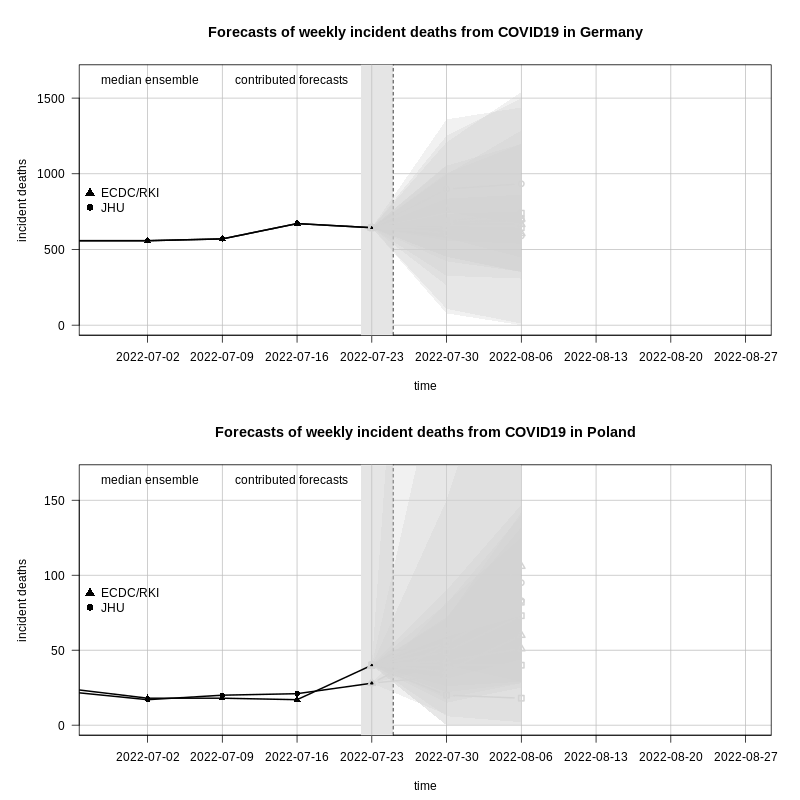 Forecasts of weekly incident deaths from COVID19 in Germany
median ensemble contributed forecasts
1500
1000
500
0
incident deaths
ECDC/RKI
JHU
2022-07-02 2022-07-09 2022-07-16 2022-07-23 2022-07-30 2022-08-06 2022-08-13 2022-08-20 2022-08-27
time
Forecasts of weekly incident deaths from COVID19 in Poland
median ensemble contributed forecasts
150
100
50
0
incident deaths
ECDC/RKI
JHU
2022-07-02 2022-07-09 2022-07-16 2022-07-23 2022-07-30 2022-08-06 2022-08-13 2022-08-20 2022-08-27
time